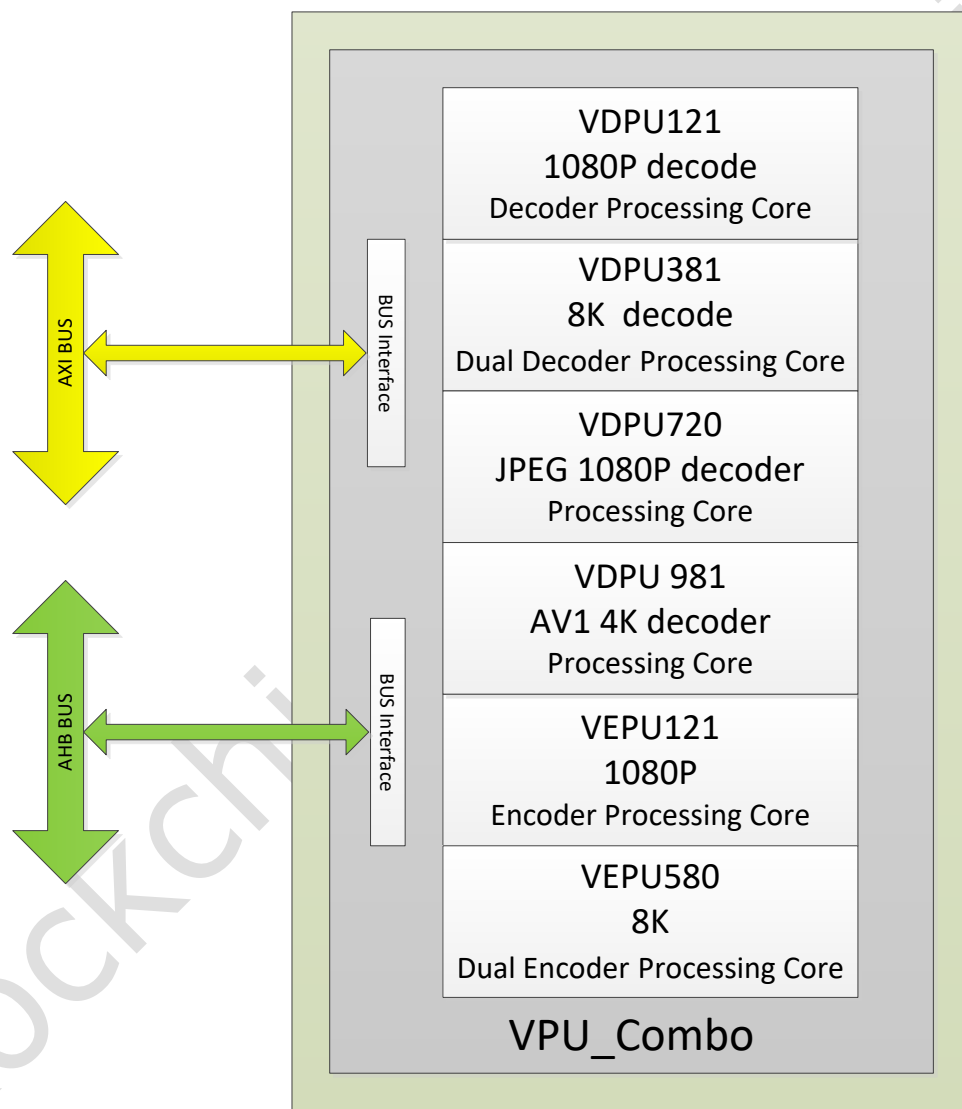 VDPU121
1080P decode
Decoder Processing Core
VDPU381
8K decode
Dual Decoder Processing Core
VDPU720
JPEG 1080P decoder
Processing Core
VDPU 981
AV1 4K decoder
Processing Core
VEPU121
1080P
Encoder Processing Core
VEPU580
8K
Dual Encoder Processing Core
VPU_Combo
AXI BUS
BUS Interface
AHB BUS
BUS Interface
ockchi